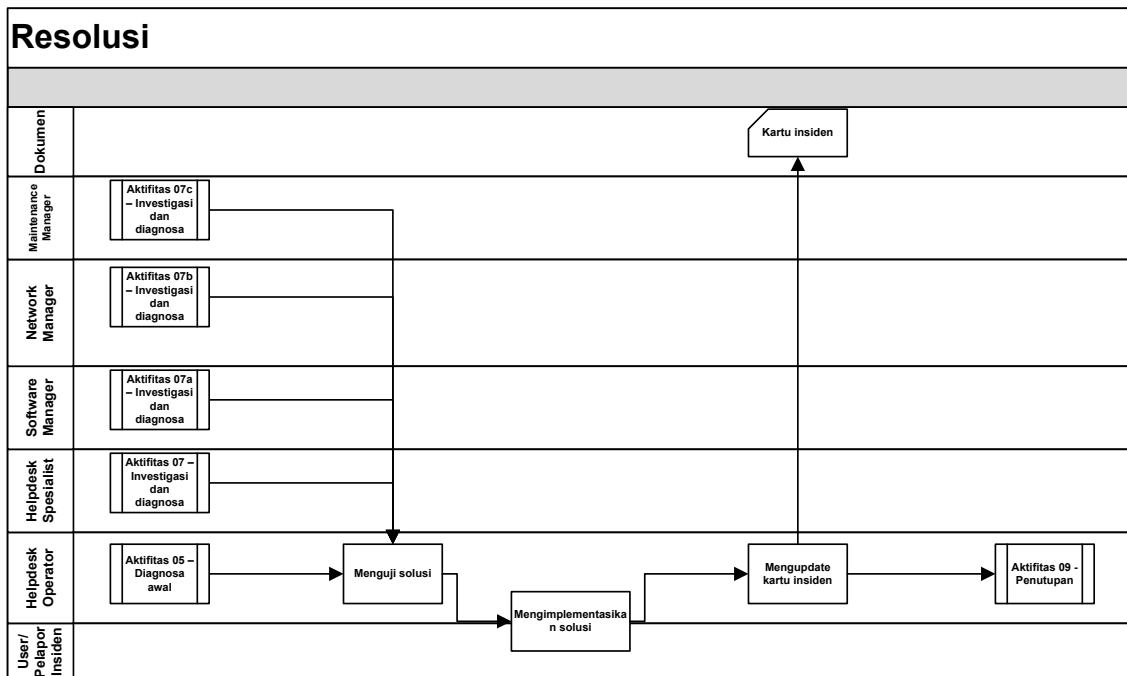 Resolusi
Dokumen
Kartu insiden
Maintenance
Manager
Aktifitas 07c
– Investigasi
dan
diagnosa
Network
Manager
Aktifitas 07b
– Investigasi
dan
diagnosa
Software
Manager
Aktifitas 07a
– Investigasi
dan
diagnosa
Helpdesk
Spesialist
Aktifitas 07 –
Investigasi
dan
diagnosa
Helpdesk
Operator
Aktifitas 05 –
Diagnosa
awal
Menguji solusi
Mengimplementasika
n solusi
Mengupdate
kartu insiden
Aktifitas 09 -
Penutupan
User/
Pelapor
Insiden